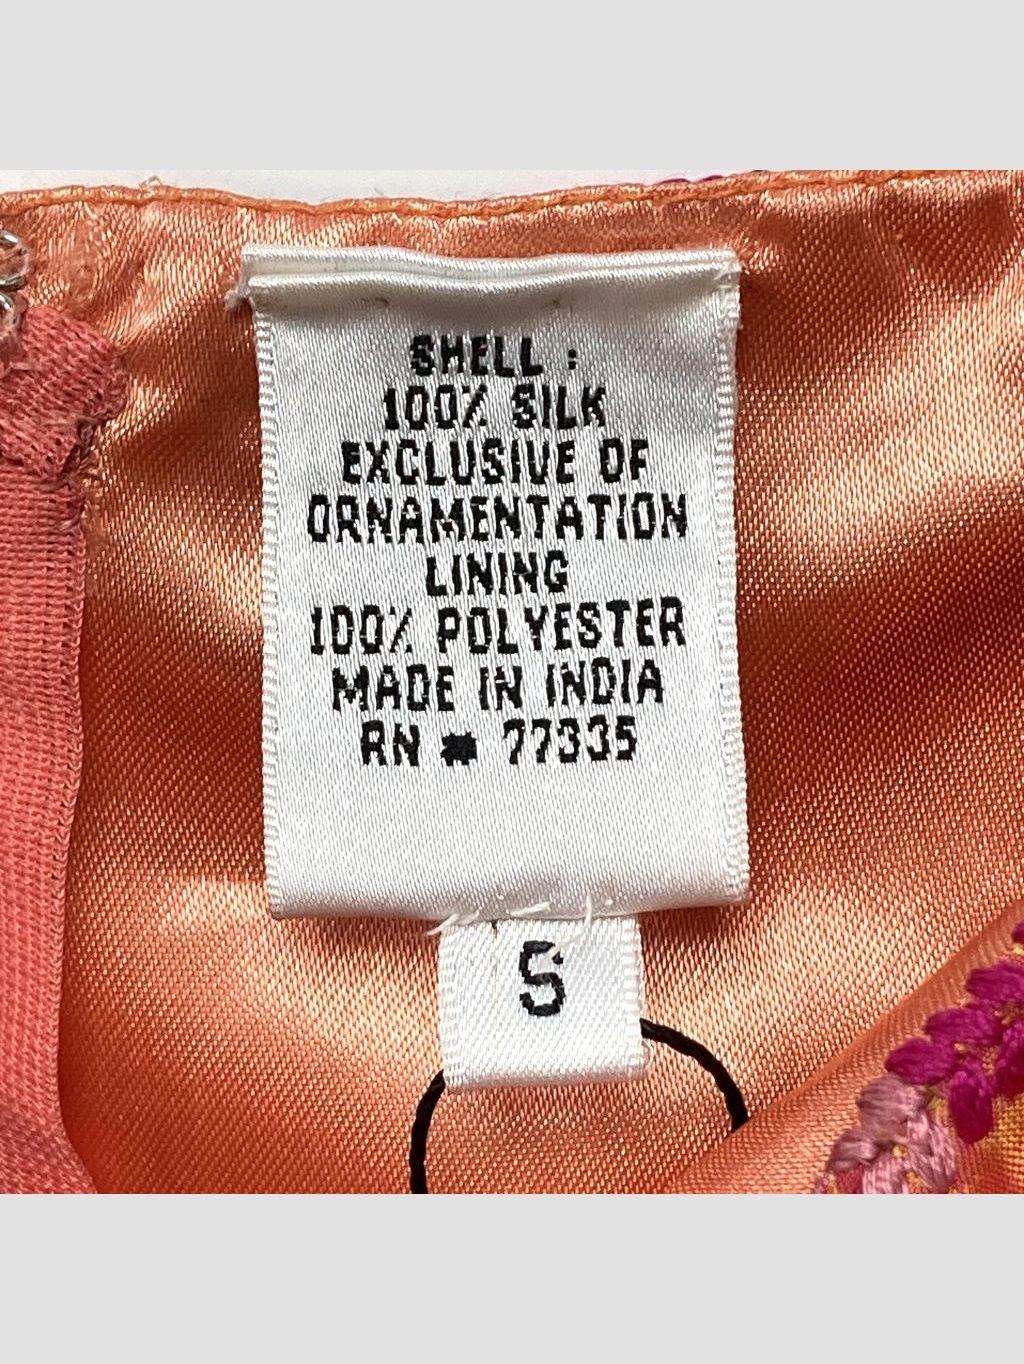 SHELL :
100% SILK
EXCLUSIVE OF
ORNAMENTATION
LINING
100% POLYESTER
MADE IN INDIA
RN # 77335
S